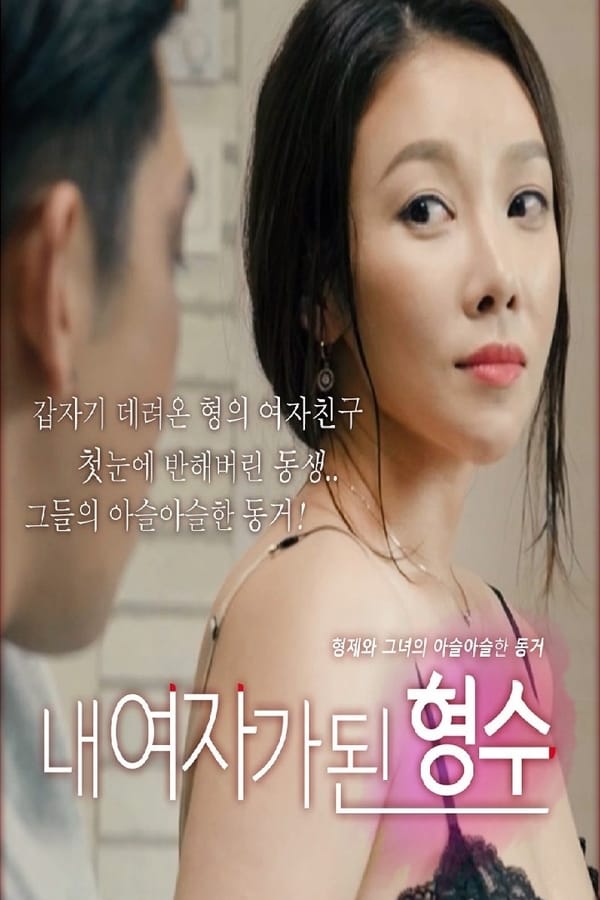 갑자기 데려온 형의 여자친구
첫눈에 반해버린 동생..
그들의 아슬아슬한 동거!
형제와 그녀의 아슬아슬한 동거
내 여자가 된 형수